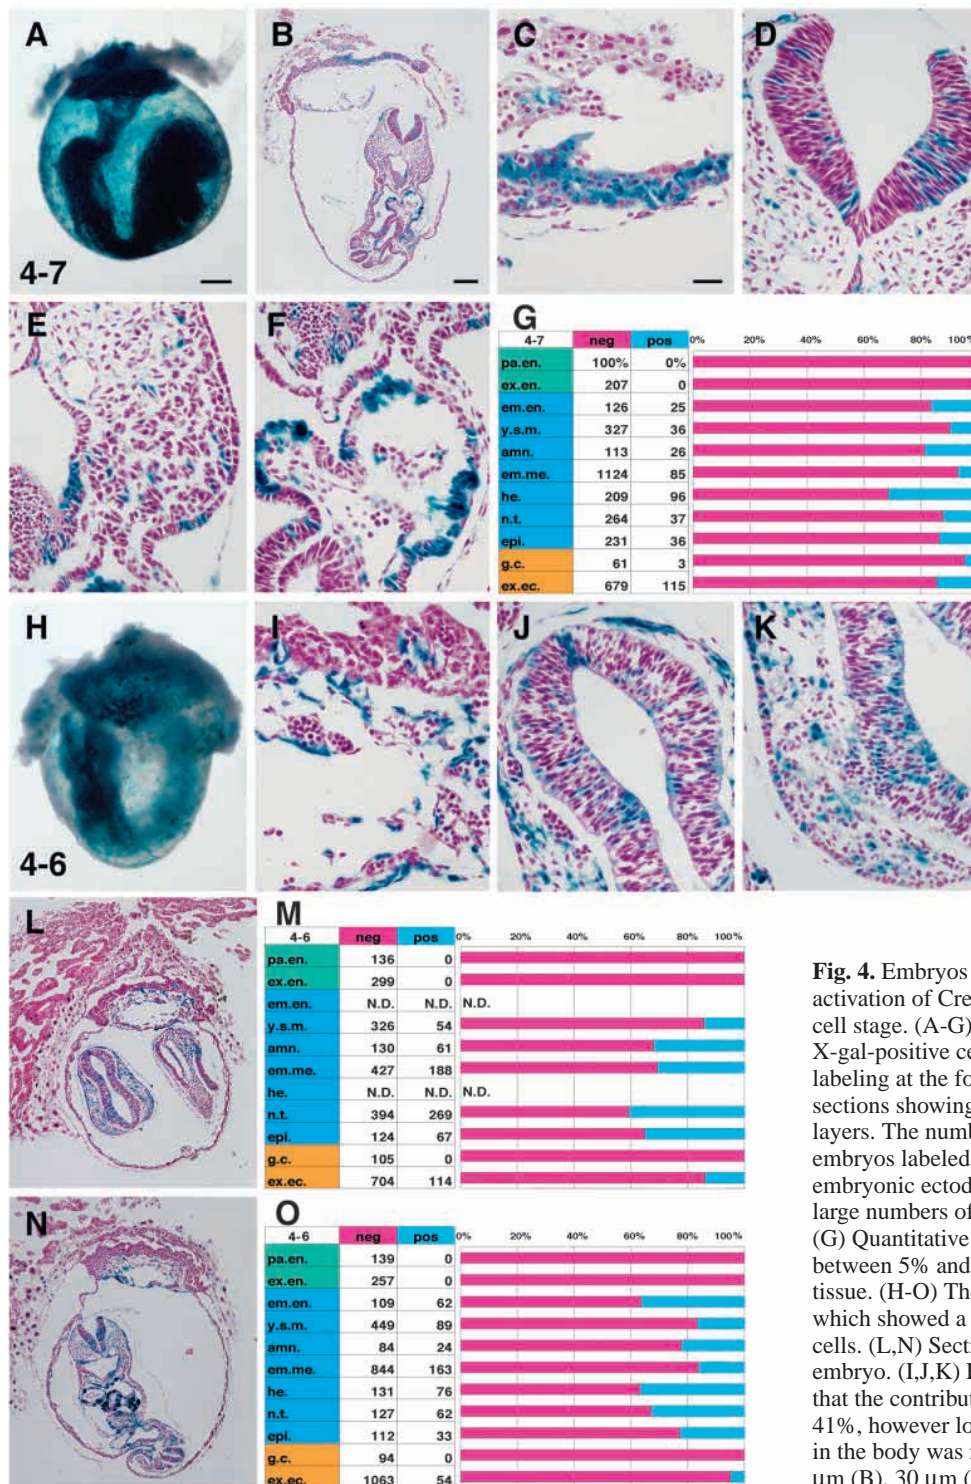 A
B
C
D
4-7
E
F
G
4-7 neg pos 0% 20% 40% 60% 80% 100%
pa.en. 100% 0%
ex.en. 207 0
em.en. 126 25
y.s.m. 327 36
amn. 113 26
em.me. 1124 85
he. 209 96
n.t. 264 37
epi. 231 36
g.c. 61 3
ex.ec. 679 115
H
I
J
K
4-6
L
M
4-6 neg pos 0% 20% 40% 60% 80% 100%
pa.en. 136 0
ex.en. 299 0
em.en. N.D. N.D. N.D.
y.s.m. 326 54
amn. 130 61
em.me. 427 188
he. N.D. N.D. N.D.
n.t. 394 269
epi. 124 67
g.c. 105 0
ex.ec. 704 114
N
O
4-6 neg pos 0% 20% 40% 60% 80% 100%
pa.en. 139 0
ex.en. 257 0
em.en. 109 62
y.s.m. 449 89
amn. 84 24
em.me. 844 163
he. 131 76
n.t. 127 62
epi. 112 33
g.c. 94 0
ex.ec. 1063 54
Fig. 4. Embryos
activation of Cre
cell stage. (A-G)
X-gal-positive ce
labeling at the fo
sections showing
layers. The numb
embryos labeled
embryonic ectod
large numbers of
(G) Quantitative
between 5% and
tissue. (H-O) Th
which showed a
cells. (L,N) Secti
embryo. (I,J,K)
that the contribut
41%, however lo
in the body was
µm (B), 30 µm (